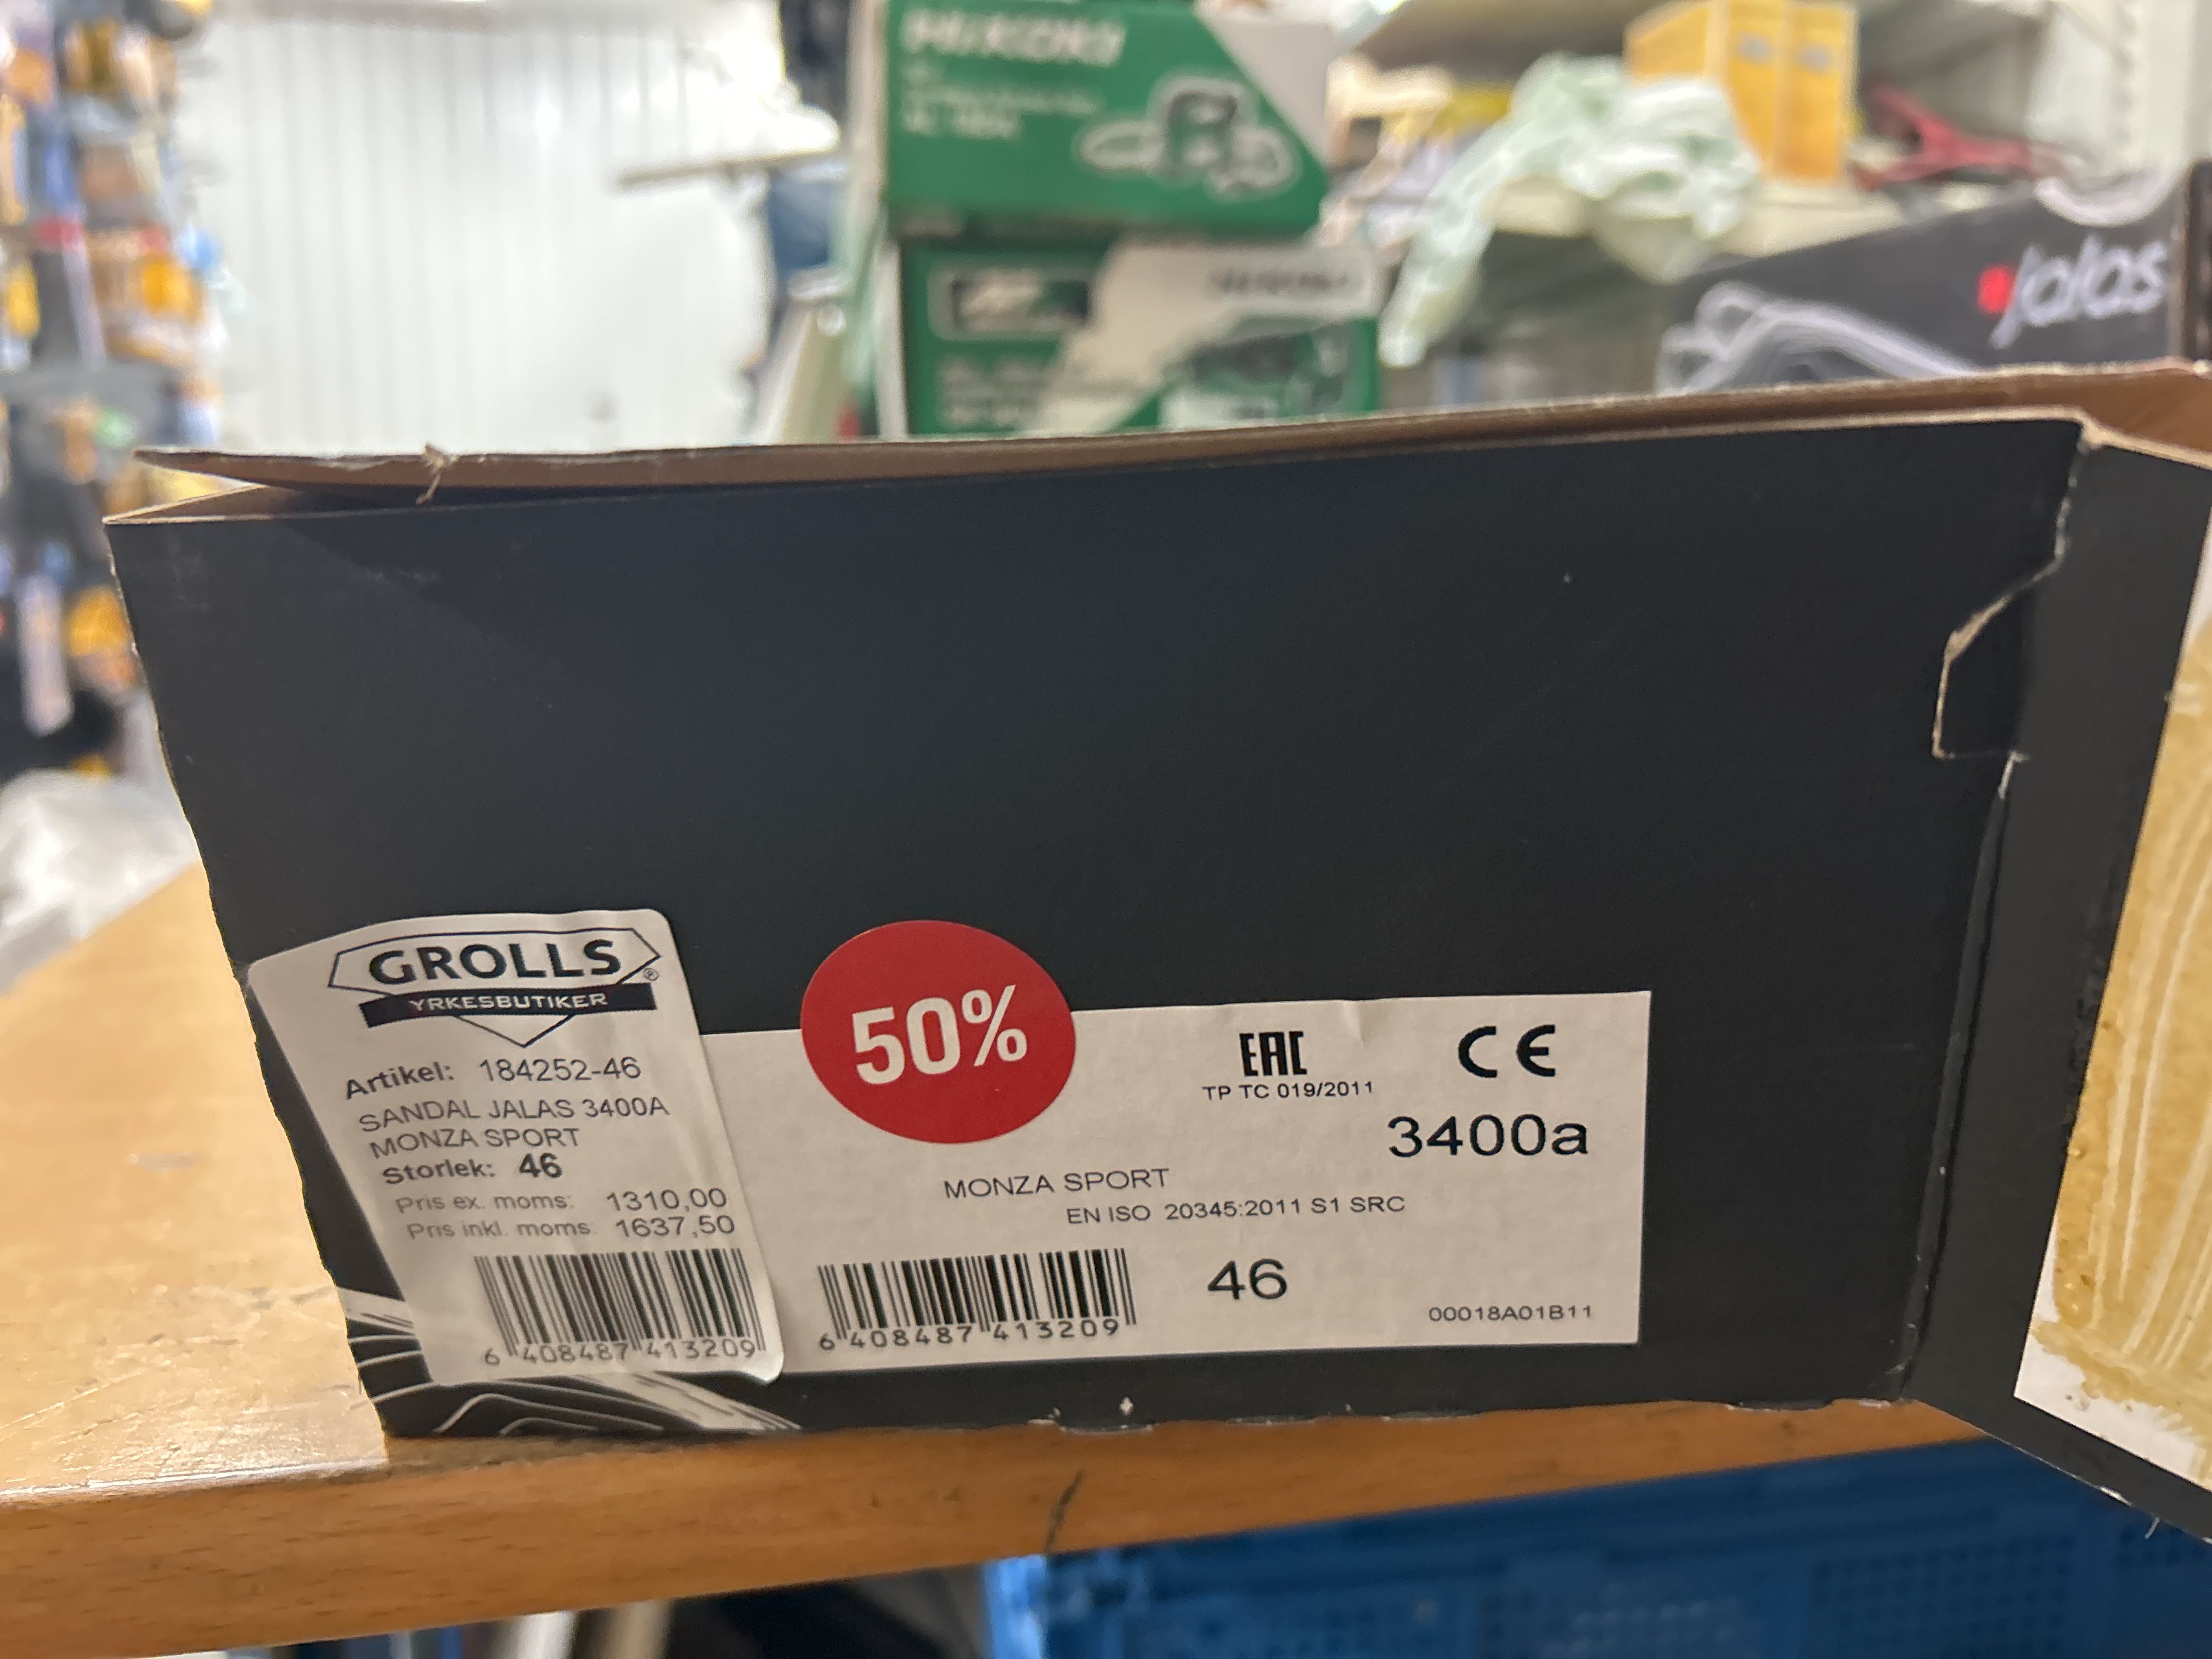 HiKOKI
Jalas
GROLLS®
YRKESBUTIKER
Artikel: 184252-46
SANDAL JALAS 3400A
MONZA SPORT
Storlek: 46
Pris ex. moms: 1310,00
Pris inkl. moms: 1637,50
6 408487 413209
50%
EAC
TP TC 019/2011
CE
3400a
MONZA SPORT
EN ISO 20345:2011 S1 SRC
6 408487 413209
46
00018A01B11